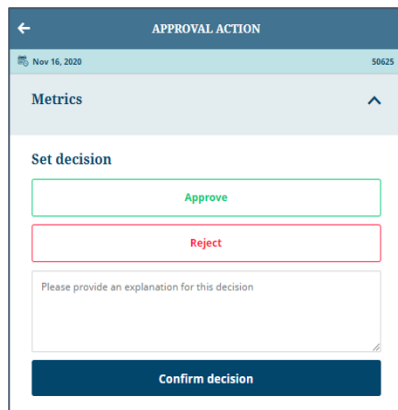 APPROVAL ACTION
Nov 16, 2020 50625
Metrics
Set decision
Approve
Reject
Please provide an explanation for this decision
Confirm decision